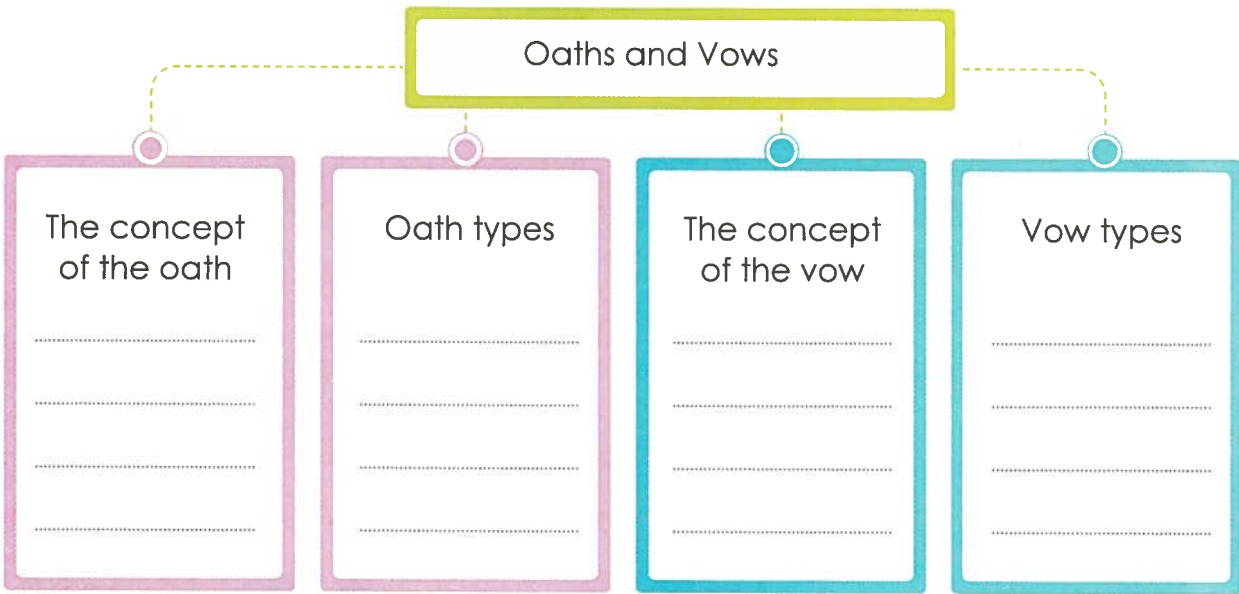 Oaths and Vows
The concept
of the oath
Oath types
The concept
of the vow
Vow types